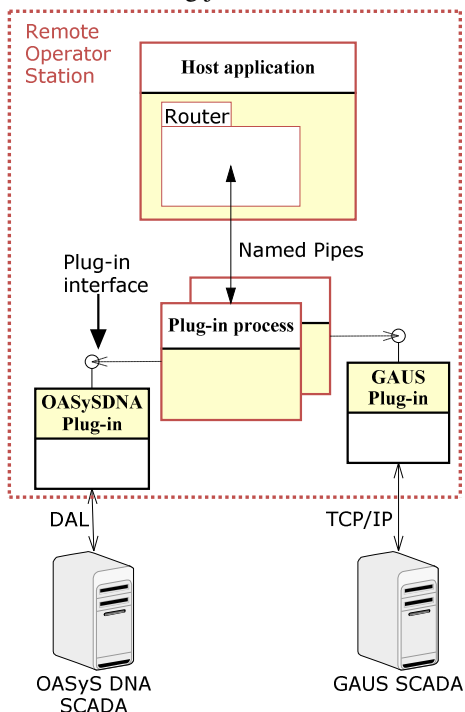 Remote
Operator
Station
Host application
Router
Named Pipes
Plug-in
interface
Plug-in process
OASySDNA
Plug-in
GAUS
Plug-in
DAL
TCP/IP
OASyS DNA
SCADA
GAUS SCADA